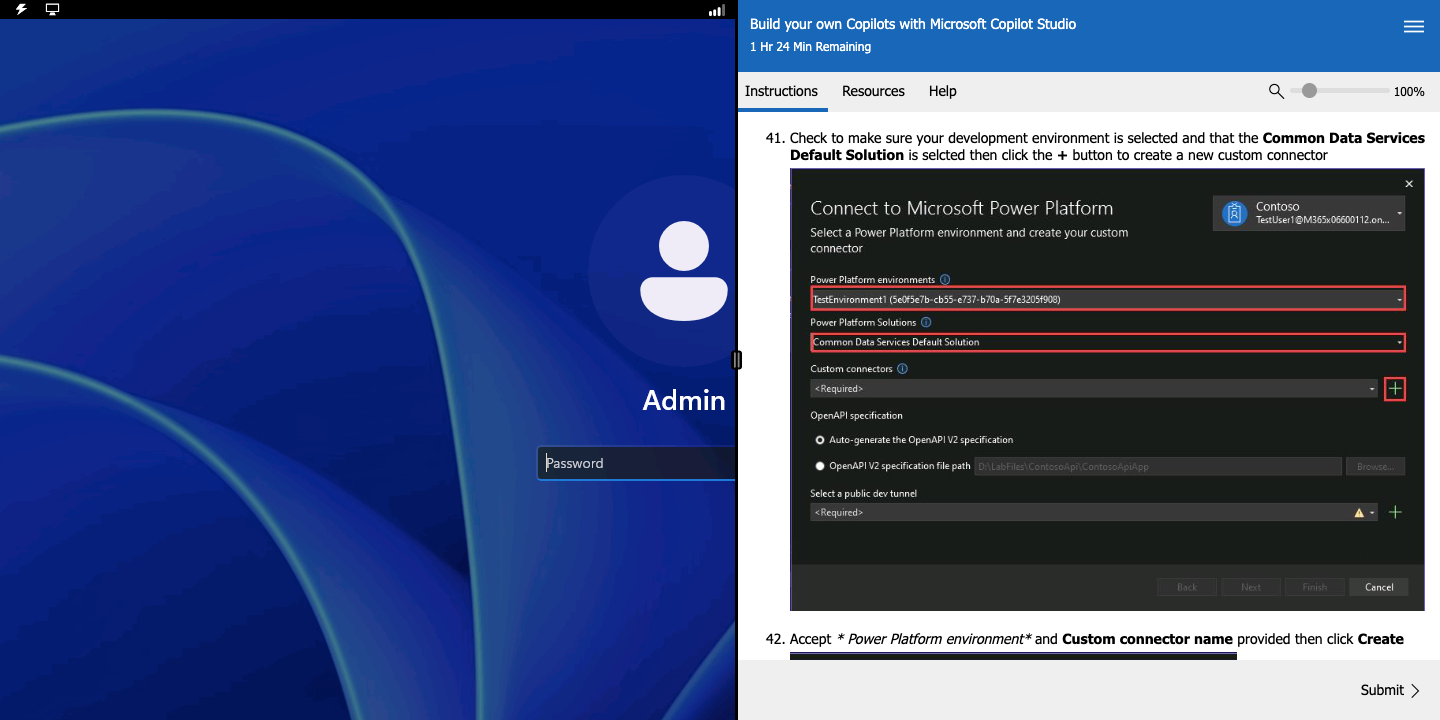 Admin
Password
Build your own Copilots with Microsoft Copilot Studio
1 Hr 24 Min Remaining
Instructions Resources Help 100%
41. Check to make sure your development environment is selected and that the Common Data Services
Default Solution is selcted then click the + button to create a new custom connector
Connect to Microsoft Power Platform
Select a Power Platform environment and create your custom
connector
Contoso
TestUser1@M365x06600112.on...
Power Platform environments
TestEnvironment1 (5e0f5e7b-cb55-e737-b70a-5f7e3205f908)
Power Platform Solutions
Common Data Services Default Solution
Custom connectors
<Required>
OpenAPI specification
Auto-generate the OpenAPI V2 specification
OpenAPI V2 specification file path D:\LabFiles\ContosoApi\ContosoApiApp Browse...
Select a public dev tunnel
<Required>
Back Next Finish Cancel
42. Accept * Power Platform environment* and Custom connector name provided then click Create
Submit